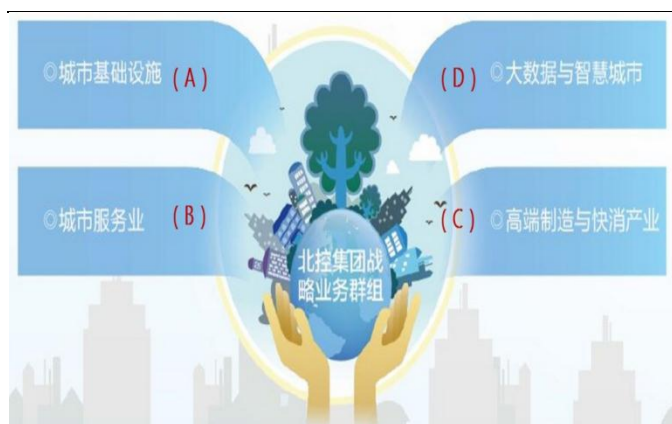 ◎城市基础设施 (A)
(D) ◎大数据与智慧城市
◎城市服务业 (B)
(C) ◎高端制造与快消产业
北控集团战
略业务群组